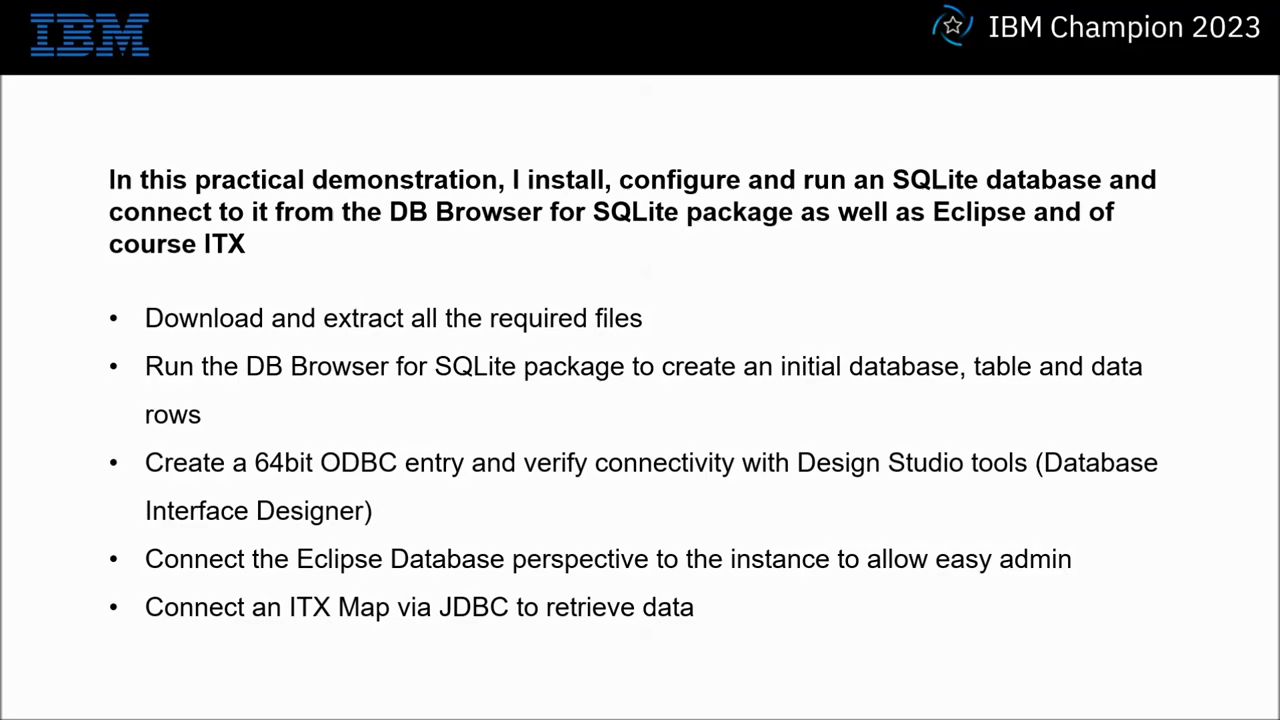 IBM
IBM Champion 2023
In this practical demonstration, I install, configure and run an SQLite database and
connect to it from the DB Browser for SQLite package as well as Eclipse and of
course ITX
• Download and extract all the required files
• Run the DB Browser for SQLite package to create an initial database, table and data
rows
• Create a 64bit ODBC entry and verify connectivity with Design Studio tools (Database
Interface Designer)
• Connect the Eclipse Database perspective to the instance to allow easy admin
• Connect an ITX Map via JDBC to retrieve data